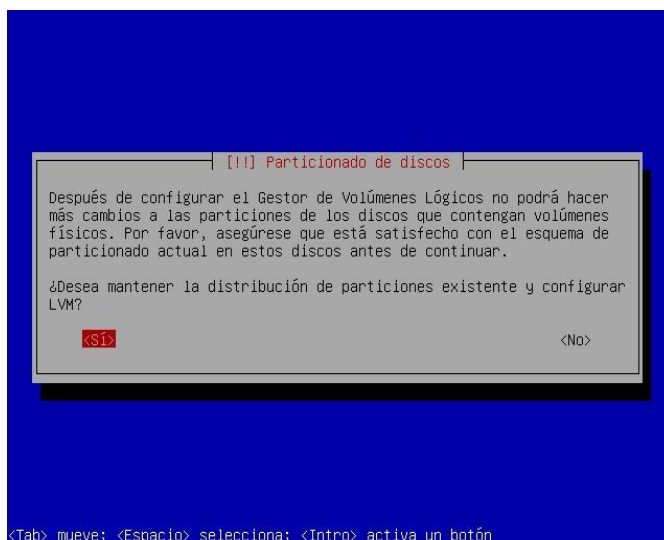 [!!] Particionado de discos
Después de configurar el Gestor de Volúmenes Lógicos no podrá hacer
más cambios a las particiones de los discos que contengan volúmenes
físicos. Por favor, asegúrese que está satisfecho con el esquema de
particionado actual en estos discos antes de continuar.
¿Desea mantener la distribución de particiones existente y configurar
LVM?
<Sí> <No>
<Tab> mueve; <Espacio> selecciona; <Intro> activa un botón